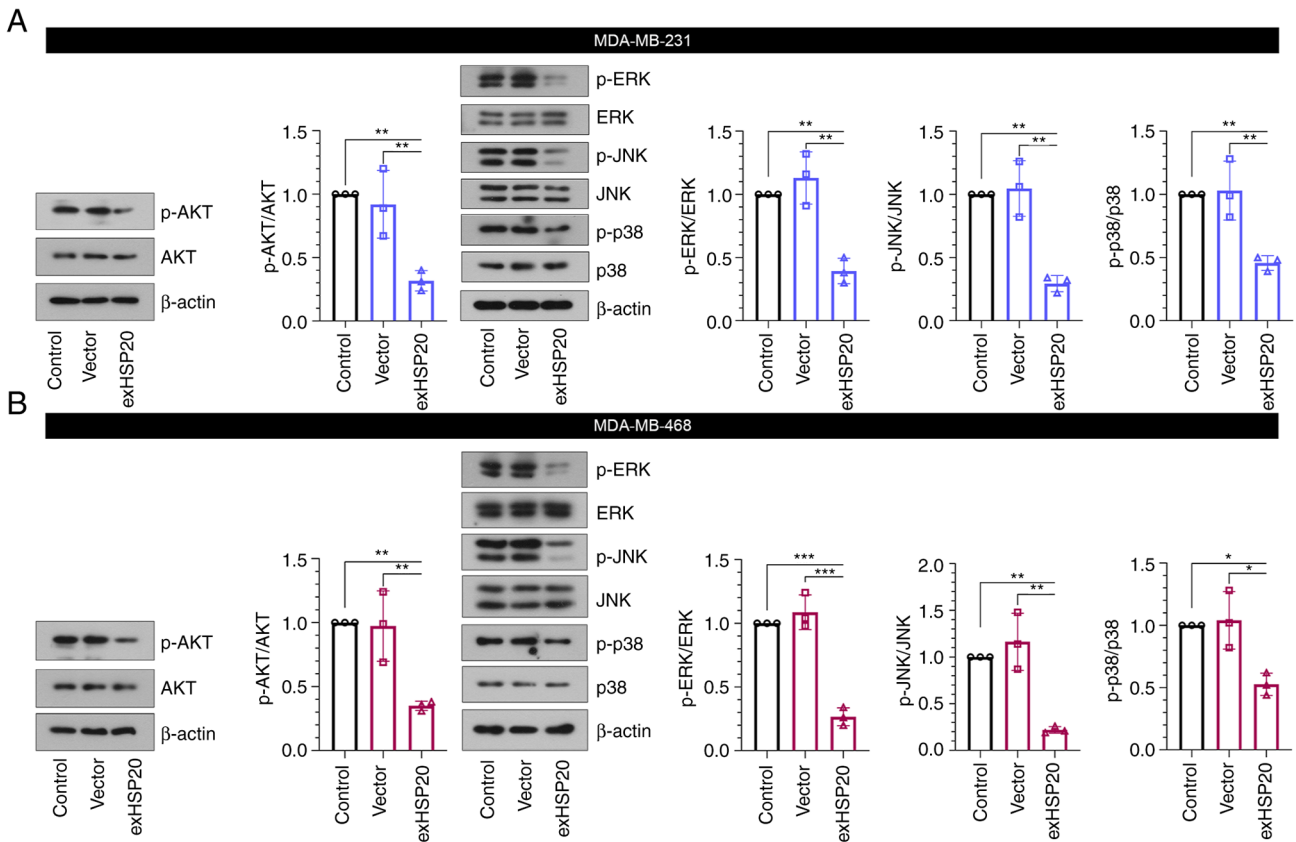 A
MDA-MB-231
p-AKT
AKT
β-actin
Control
Vector
exHSP20
p-AKT/AKT
1.5
1.0
0.5
0.0
**
**
Control
Vector
exHSP20
p-ERK
ERK
p-JNK
JNK
p-p38
p38
β-actin
Control
Vector
exHSP20
p-ERK/ERK
1.5
1.0
0.5
0.0
**
**
Control
Vector
exHSP20
p-JNK/JNK
1.5
1.0
0.5
0.0
**
**
Control
Vector
exHSP20
p-p38/p38
1.5
1.0
0.5
0.0
**
**
Control
Vector
exHSP20
B
MDA-MB-468
p-AKT
AKT
β-actin
Control
Vector
exHSP20
p-AKT/AKT
1.5
1.0
0.5
0.0
**
**
Control
Vector
exHSP20
p-ERK
ERK
p-JNK
JNK
p-p38
p38
β-actin
Control
Vector
exHSP20
p-ERK/ERK
1.5
1.0
0.5
0.0
***
***
Control
Vector
exHSP20
p-JNK/JNK
2.0
1.5
1.0
0.5
0.0
**
**
Control
Vector
exHSP20
p-p38/p38
1.5
1.0
0.5
0.0
*
*
Control
Vector
exHSP20